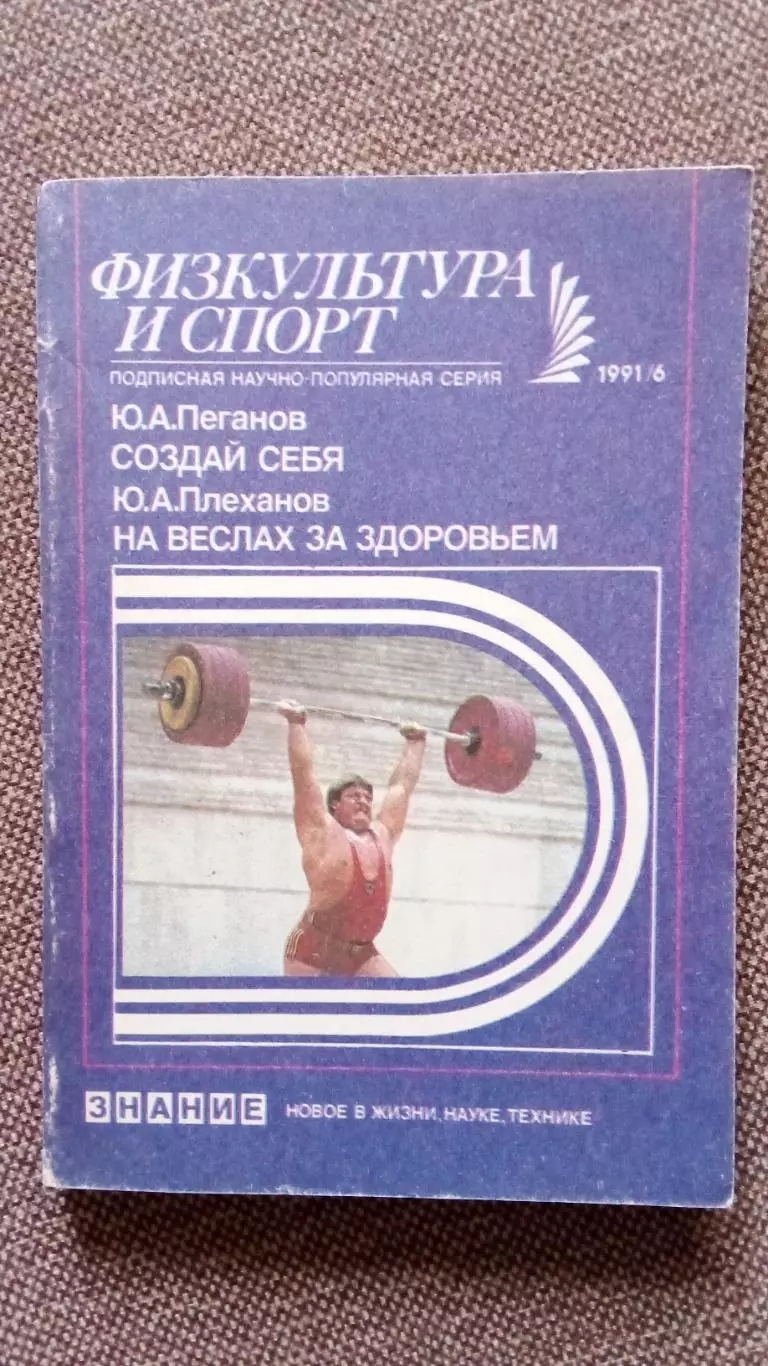 ФИЗКУЛЬТУРА
И СПОРТ
ПОДПИСНАЯ НАУЧНО-ПОПУЛЯРНАЯ СЕРИЯ
1991/6
Ю.А.Пеганов
СОЗДАЙ СЕБЯ
Ю.А.Плеханов
НА ВЕСЛАХ ЗА ЗДОРОВЬЕМ
ЗНАНИЕ НОВОЕ В ЖИЗНИ, НАУКЕ, ТЕХНИКЕ